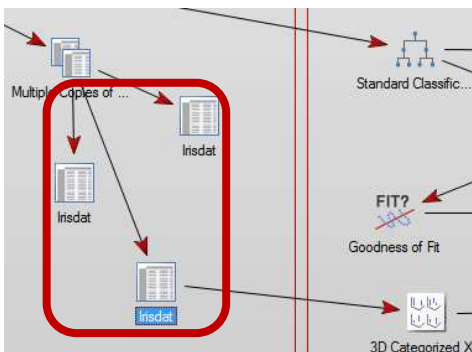 Standard Classific...
Multiple Copies of ...
Irisdat
Irisdat
FIT?
Goodness of Fit
Irisdat
3D Categorized X